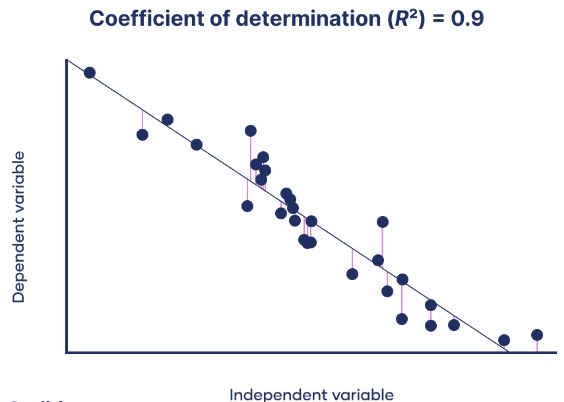 Coefficient of determination (R²) = 0.9
Dependent variable
Independent variable